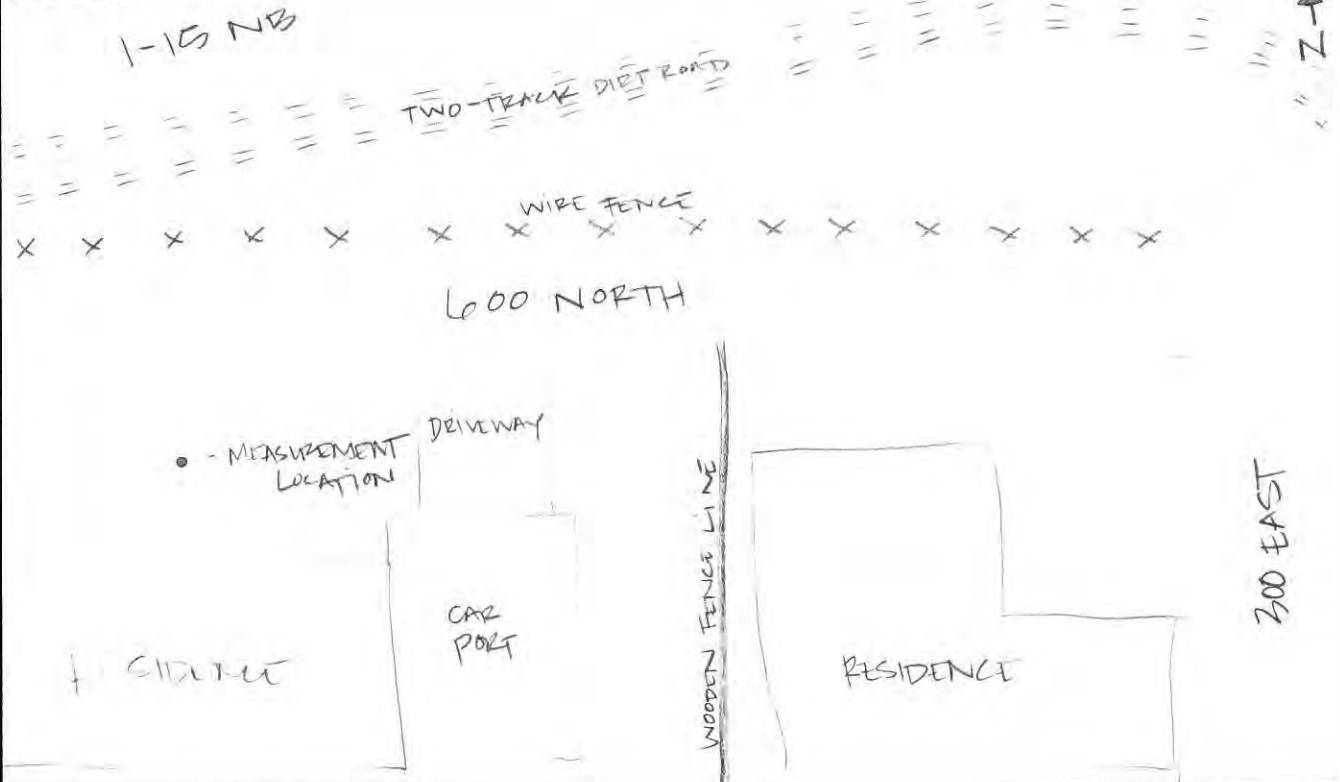 I-15 NB
TWO-TRACK DIRT ROAD
WIRE FENCE
600 NORTH
DRIVEWAY
- MEASUREMENT
LOCATION
WOODEN FENCE LINE
CAR
PORT
RESIDENCE
RESIDENCE
300 EAST
N